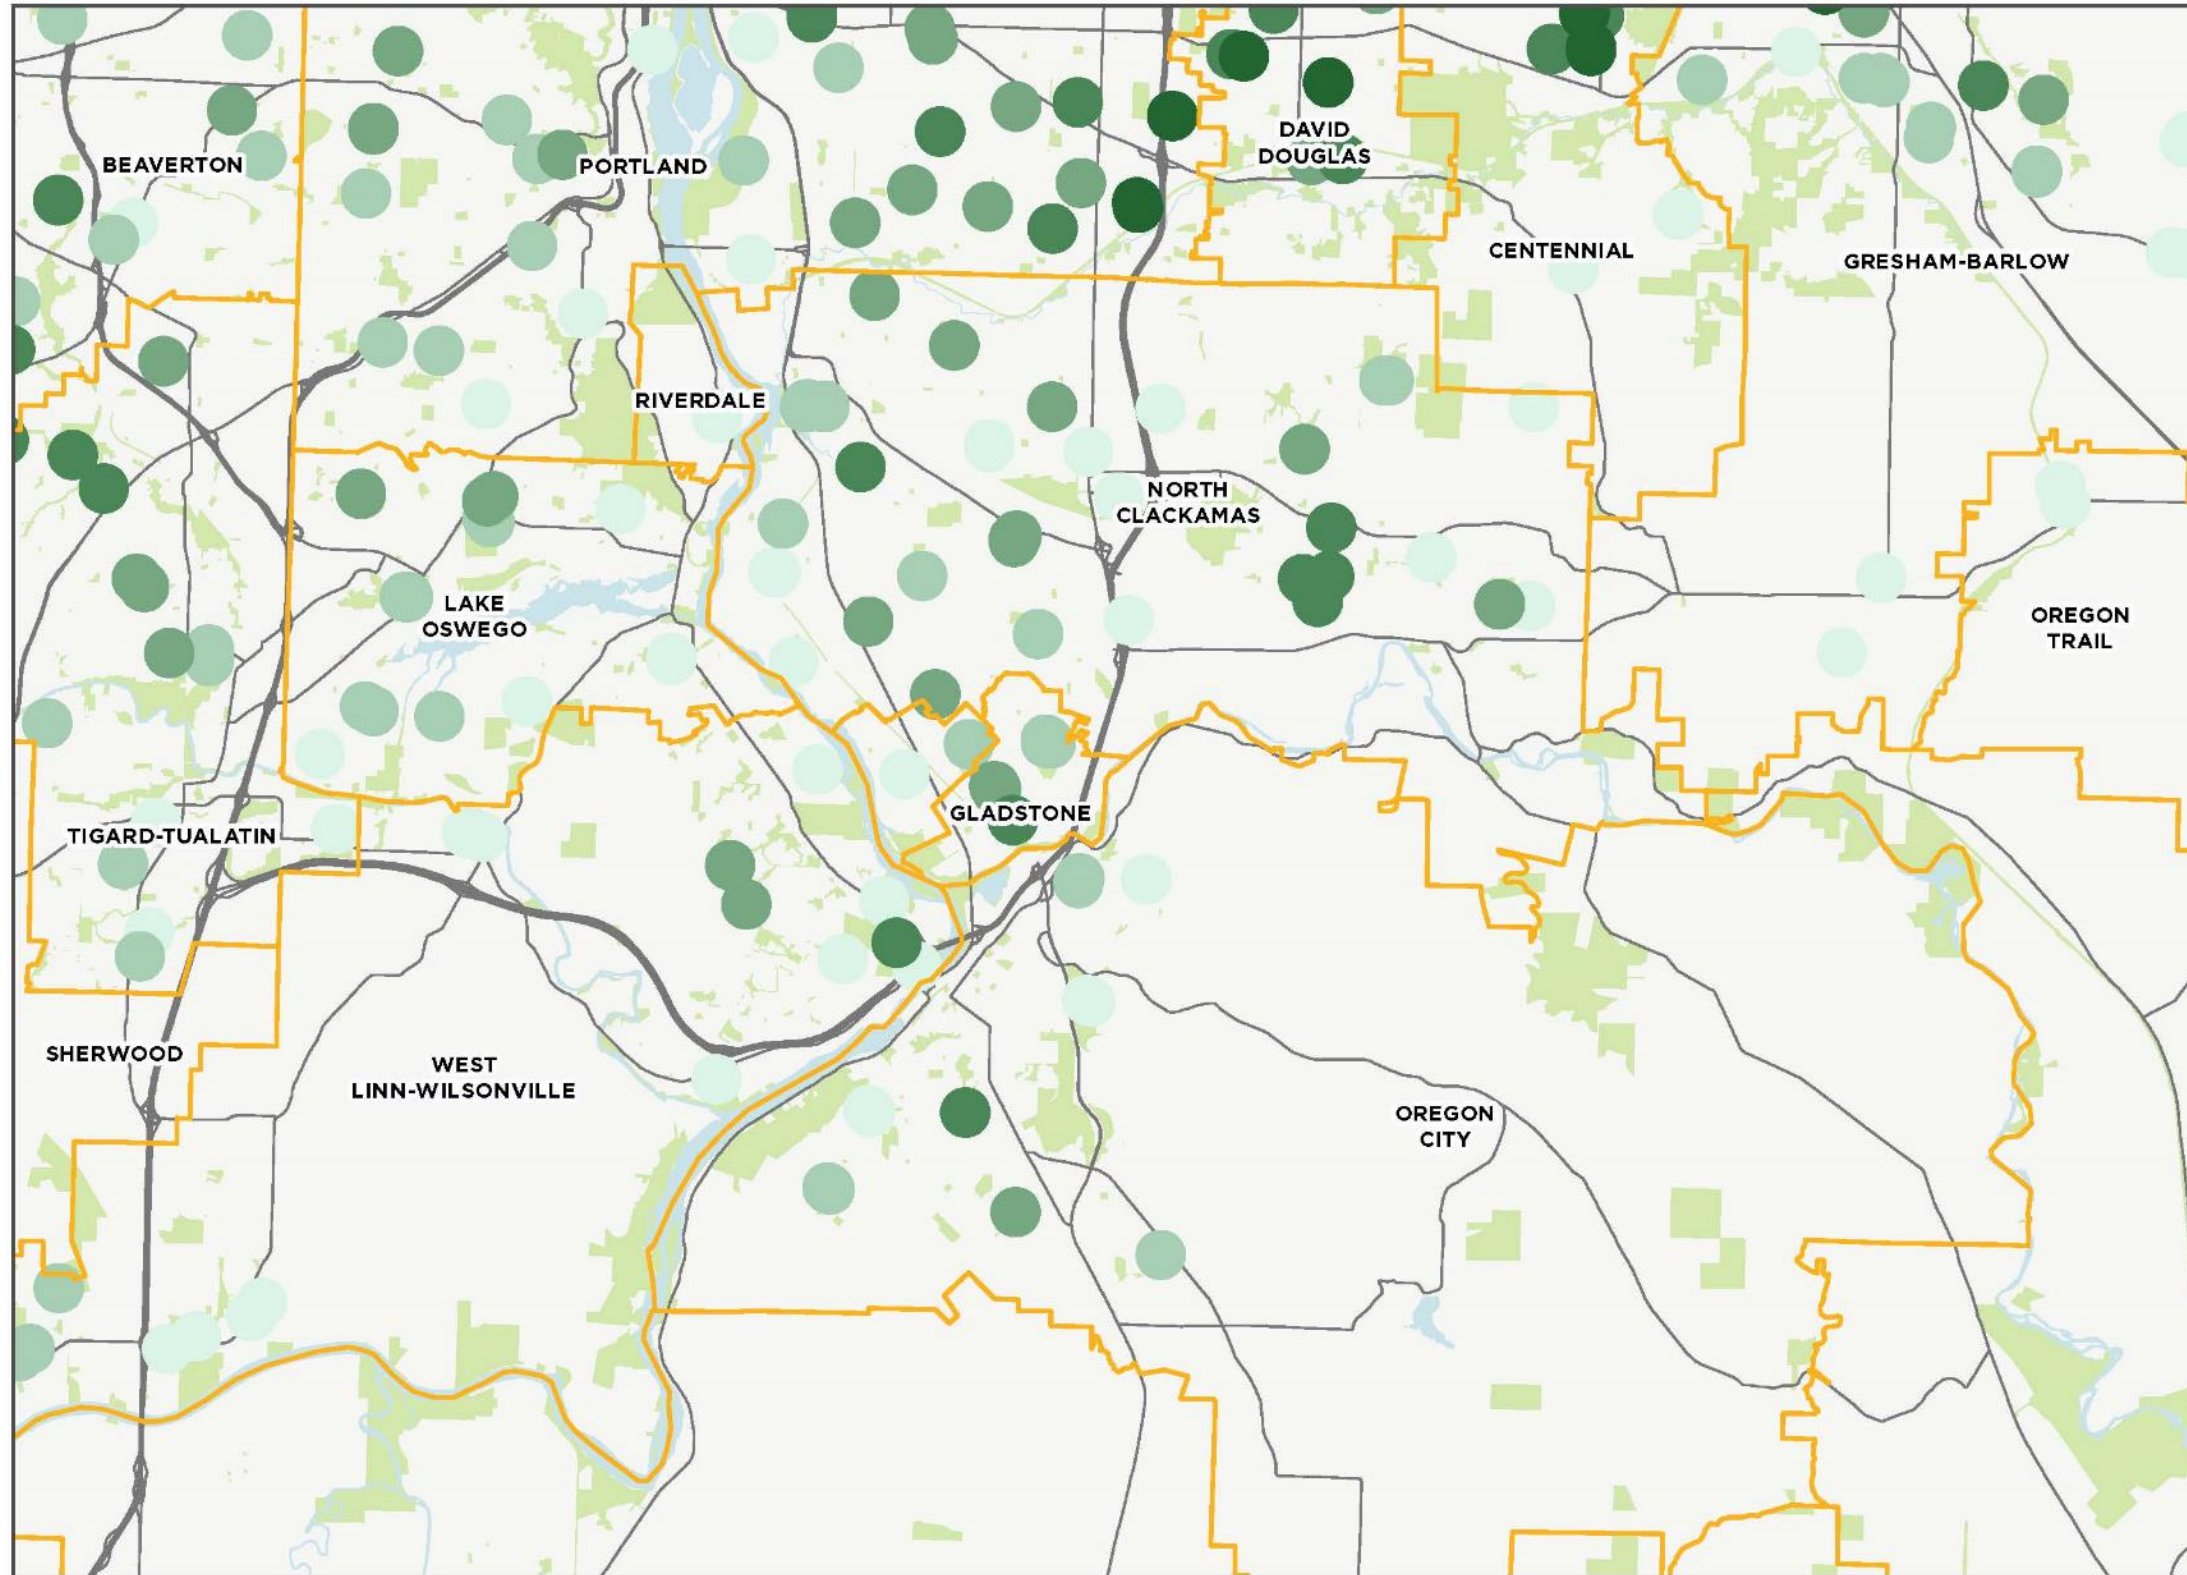 DAVID
DOUGLAS
BEAVERTON
PORTLAND
CENTENNIAL
GRESHAM-BARLOW
RIVERDALE
NORTH
CLACKAMAS
LAKE
OSWEGO
OREGON
TRAIL
GLADSTONE
TIGARD-TUALATIN
SHERWOOD
WEST
LINN-WILSONVILLE
OREGON
CITY